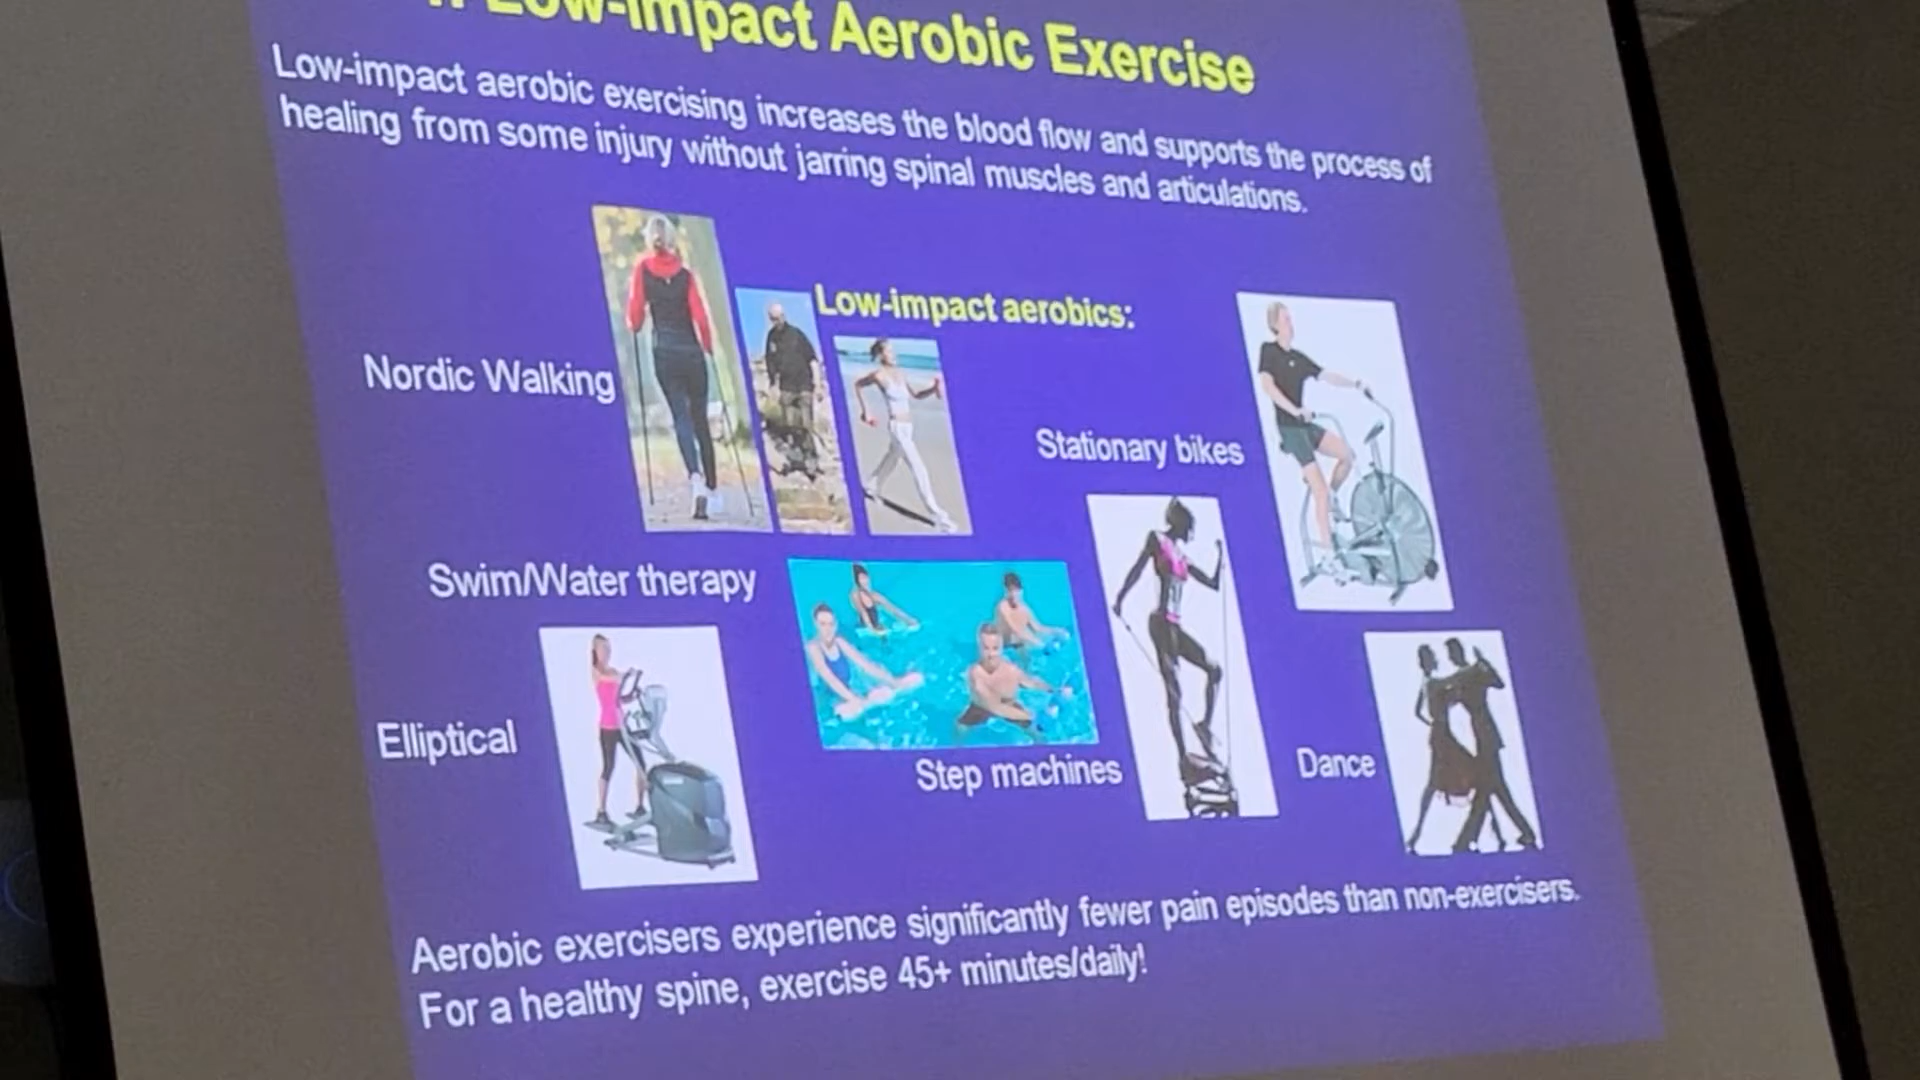 Low-Impact Aerobic Exercise
Low-impact aerobic exercising increases the blood flow and supports the process of
healing from some injury without jarring spinal muscles and articulations.
Low-impact aerobics:
Nordic Walking
Stationary bikes
Swim/Water therapy
Elliptical
Step machines
Dance
Aerobic exercisers experience significantly fewer pain episodes than non-exercisers.
For a healthy spine, exercise 45+ minutes/daily!